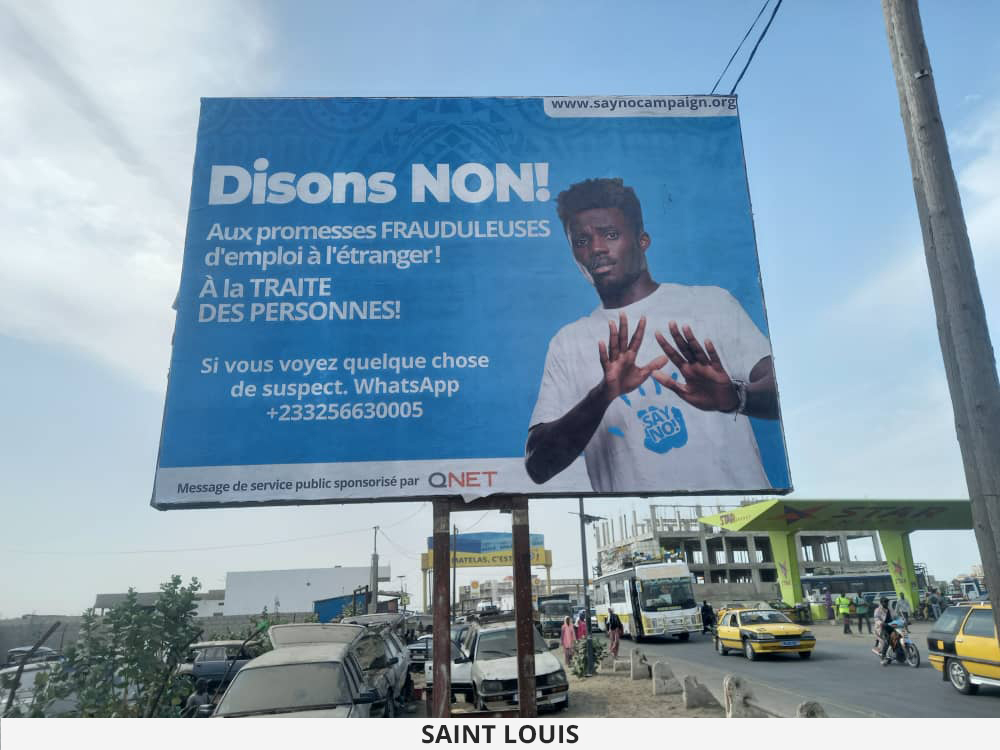 www.saynocampaign.org
Disons NON!
Aux promesses FRAUDULEUSES
d'emploi à l'étranger!
À la TRAITE
DES PERSONNES!
Si vous voyez quelque chose
de suspect. WhatsApp
+233256630005
SAY
NO!
Message de service public sponsorisé par QNET
MATELAS, C'EST
STAR
STAR
SAINT LOUIS